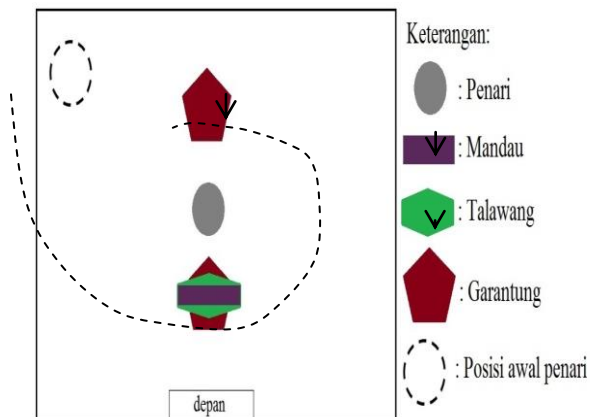 Keterangan:
: Penari
: Mandau
: Talawang
: Garantung
: Posisi awal penari
depan